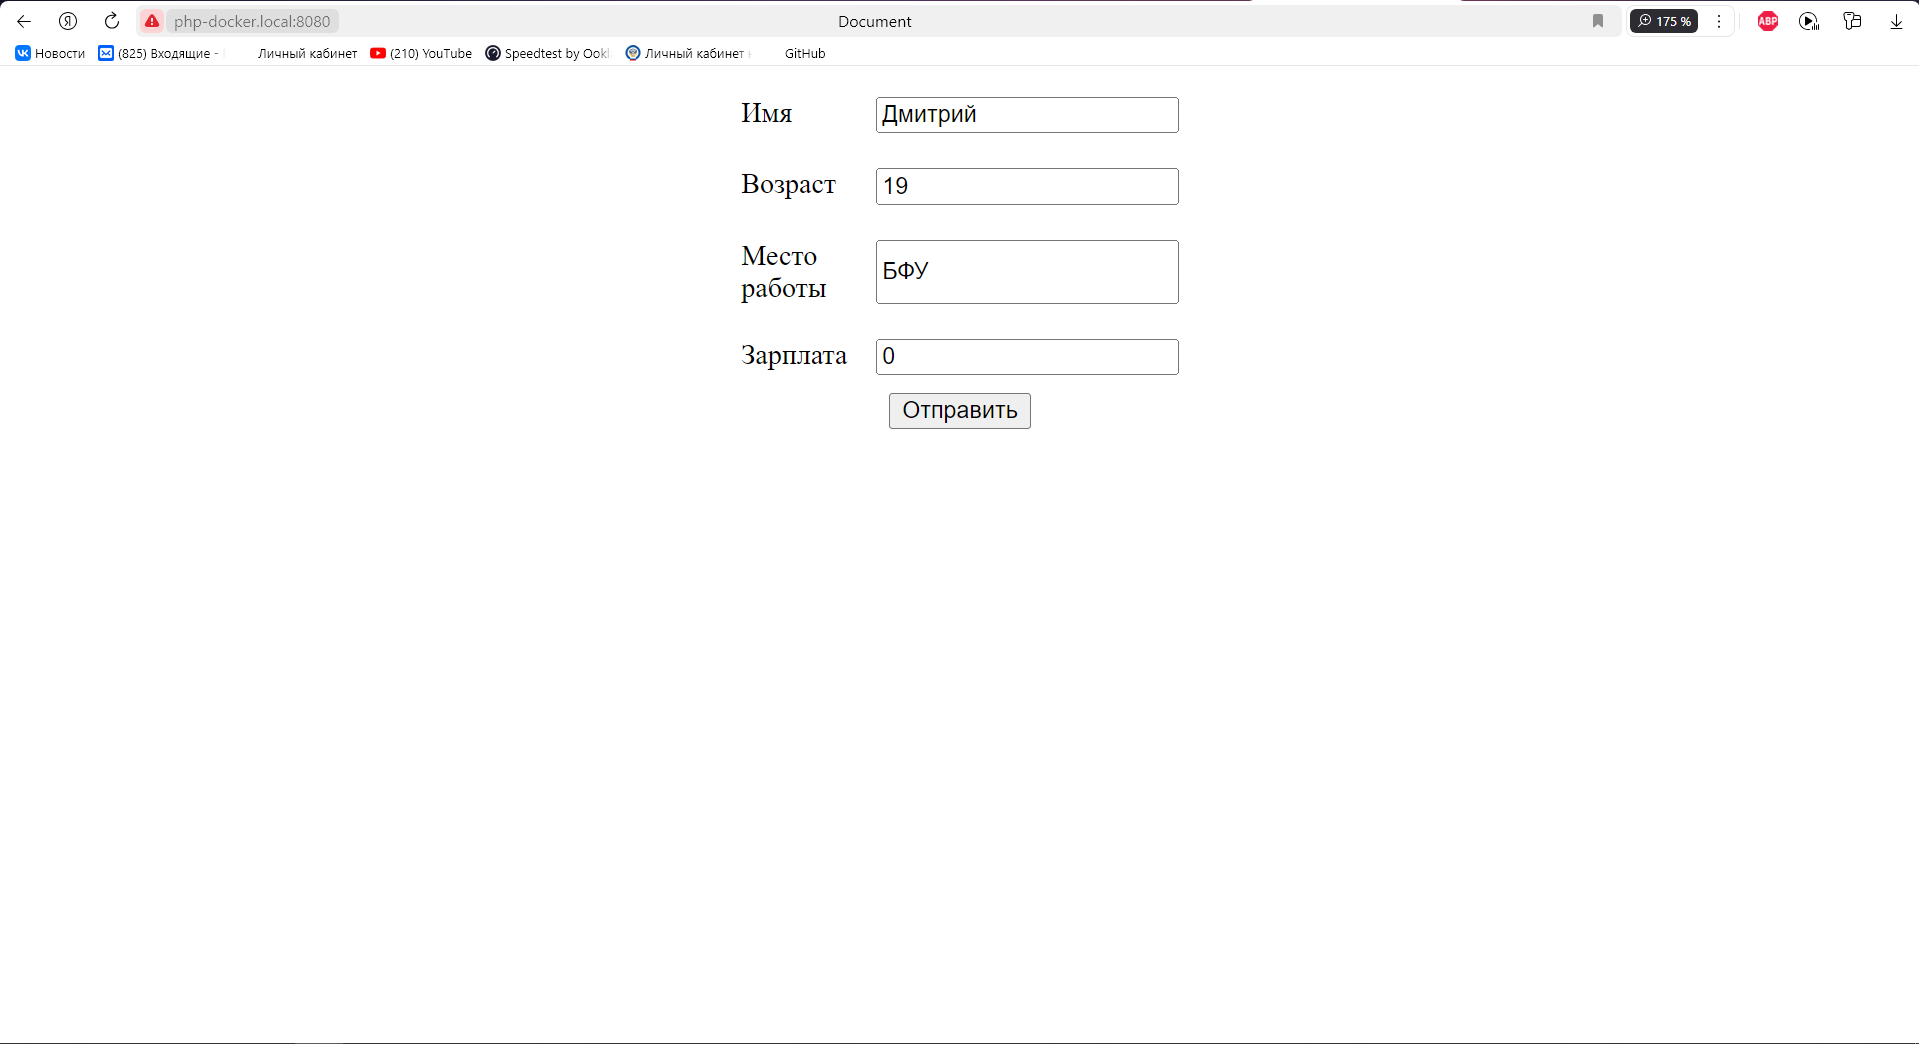 Я php-docker.local:8080 Document 175 % ABP
VK Новости (825) Входящие - Личный кабинет (210) YouTube Speedtest by Ookl Личный кабинет GitHub
Имя Дмитрий
Возраст 19
Место
работы
БФУ
Зарплата 0
Отправить